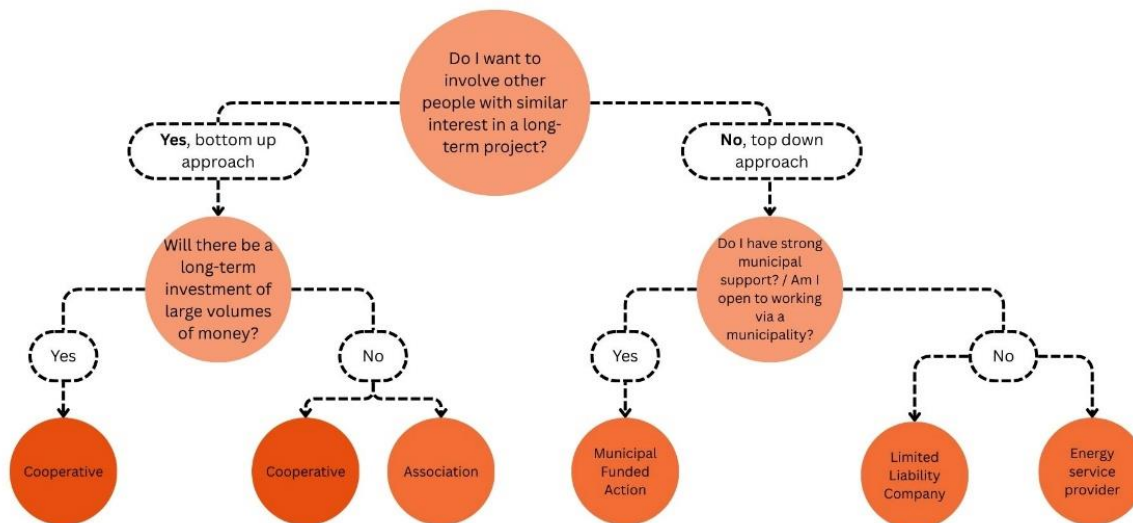 Do I want to
involve other
people with similar
interest in a long-
term project?
Yes, bottom up
approach
No, top down
approach
Will there be a
long-term
investment of
large volumes
of money?
Do I have strong
municipal
support? / Am I
open to working
via a
municipality?
Yes
No
Yes
No
Cooperative
Cooperative
Association
Municipal
Funded
Action
Limited
Liability
Company
Energy
service
provider